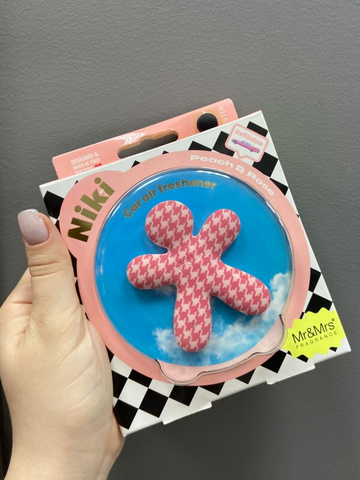 DESIGNED &
MADE IN ITALY
Niki
Car air freshener
Peach & Rose
Mr&Mrs
FRAGRANCE